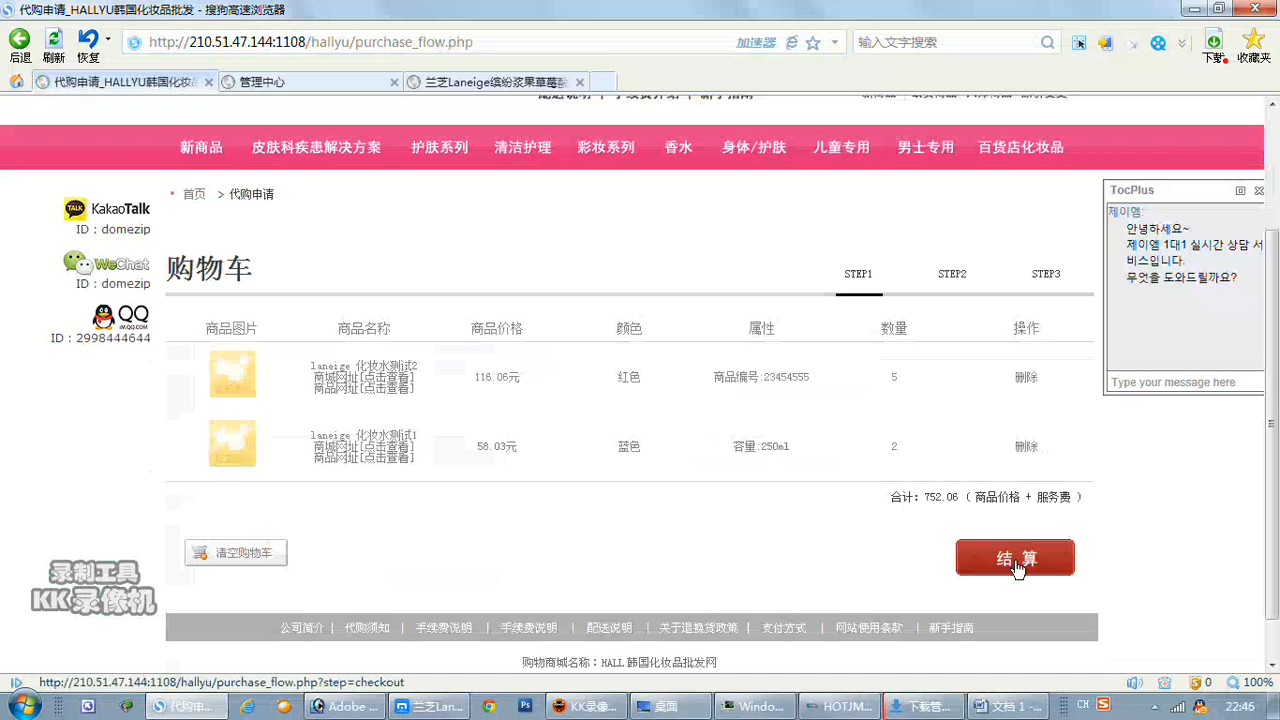 代购申请_HALLYU韩国化妆品批发 - 搜狗高速浏览器
后退 刷新 恢复 http://210.51.47.144:1108/hallyu/purchase_flow.php 加速器 输入文字搜索 下载 收藏夹
代购申请_HALLYU韩国化妆品 管理中心 兰芝Laneige缤纷浆果草莓酸
新商品 皮肤科疾患解决方案 护肤系列 清洁护理 彩妆系列 香水 身体/护肤 儿童专用 男士专用 百货店化妆品
• 首页 > 代购申请
TALK KakaoTalk
ID：domezip
WeChat
ID：domezip
QQ
IM.QQ.COM
ID：2998444644
购物车 STEP1 STEP2 STEP3
商品图片 商品名称 商品价格 颜色 属性 数量 操作
laneige 化妆水测试2
商城网址[点击查看]
商品网址[点击查看]
116.06元 红色 商品编号:23454555 5 删除
laneige 化妆水测试1
商城网址[点击查看]
商品网址[点击查看]
58.03元 蓝色 容量:250ml 2 删除
合计: 752.06 ( 商品价格 + 服务费 )
清空购物车 结 算
TocPlus
제이엠:
안녕하세요~
제이엠 1대1 실시간 상담 서
비스입니다.
무엇을 도와드릴까요?
Type your message here
录制工具
KK录像机
公司简介 | 代购须知 | 手续费说明 | 手续费说明 | 配送说明 | 关于退换货政策 | 支付方式 | 网站使用条款 | 新手指南
购物商城名称：HALL 韩国化妆品批发网
http://210.51.47.144:1108/hallyu/purchase_flow.php?step=checkout 0 100%
代购申... Adobe ... 兰芝Lan... Ps KK录像... 桌面 Windo... HOTJM... 下载管... 文档 1 -... CH 22:46